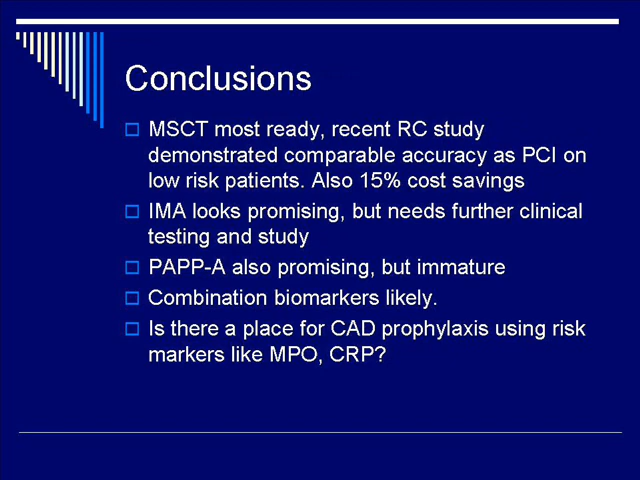 Conclusions
MSCT most ready, recent RC study
demonstrated comparable accuracy as PCI on
low risk patients. Also 15% cost savings
IMA looks promising, but needs further clinical
testing and study
PAPP-A also promising, but immature
Combination biomarkers likely.
Is there a place for CAD prophylaxis using risk
markers like MPO, CRP?